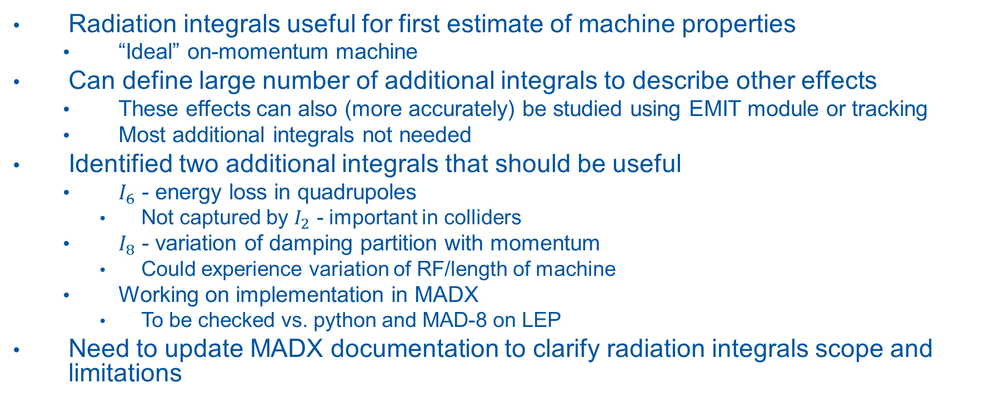 • Radiation integrals useful for first estimate of machine properties
• “Ideal” on-momentum machine
• Can define large number of additional integrals to describe other effects
• These effects can also (more accurately) be studied using EMIT module or tracking
• Most additional integrals not needed
• Identified two additional integrals that should be useful
• I₆ - energy loss in quadrupoles
• Not captured by I₂ - important in colliders
• I₈ - variation of damping partition with momentum
• Could experience variation of RF/length of machine
• Working on implementation in MADX
• To be checked vs. python and MAD-8 on LEP
• Need to update MADX documentation to clarify radiation integrals scope and
limitations